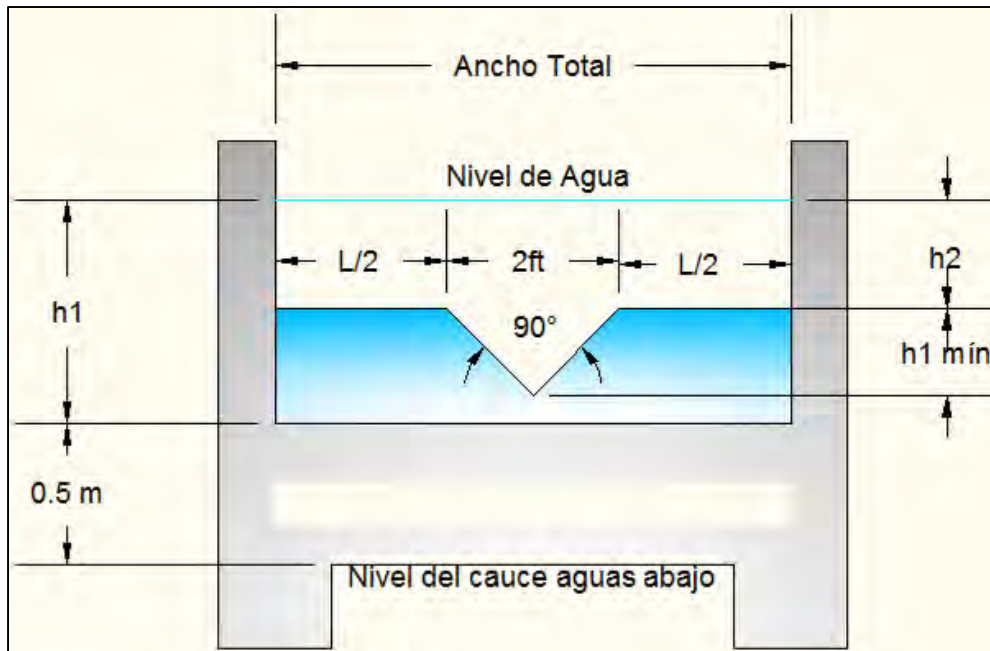 Ancho Total
Nivel de Agua
L/2
2ft
L/2
h2
h1
90°
h1 mín
0.5 m
Nivel del cauce aguas abajo